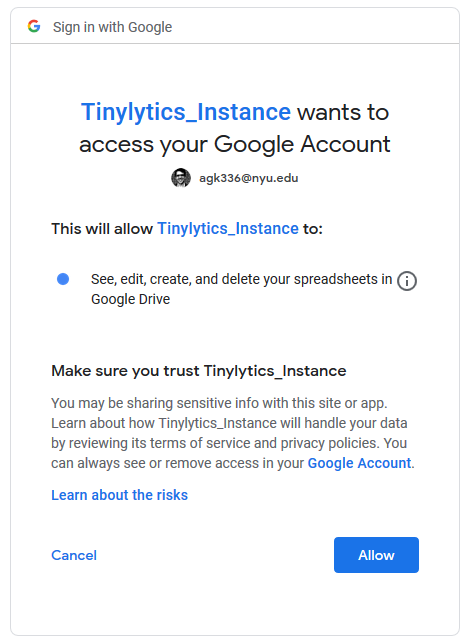 Sign in with Google
Tinylytics_Instance wants to
access your Google Account
agk336@nyu.edu
This will allow Tinylytics_Instance to:
See, edit, create, and delete your spreadsheets in
Google Drive
Make sure you trust Tinylytics_Instance
You may be sharing sensitive info with this site or app.
Learn about how Tinylytics_Instance will handle your data
by reviewing its terms of service and privacy policies. You
can always see or remove access in your Google Account.
Learn about the risks
Cancel
Allow